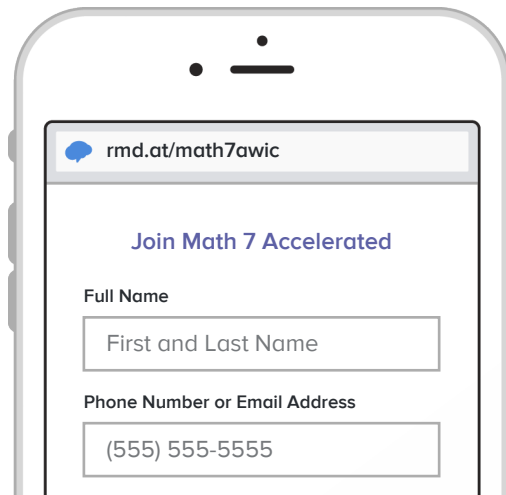 rmd.at/math7awic
Join Math 7 Accelerated
Full Name
First and Last Name
Phone Number or Email Address
(555) 555-5555